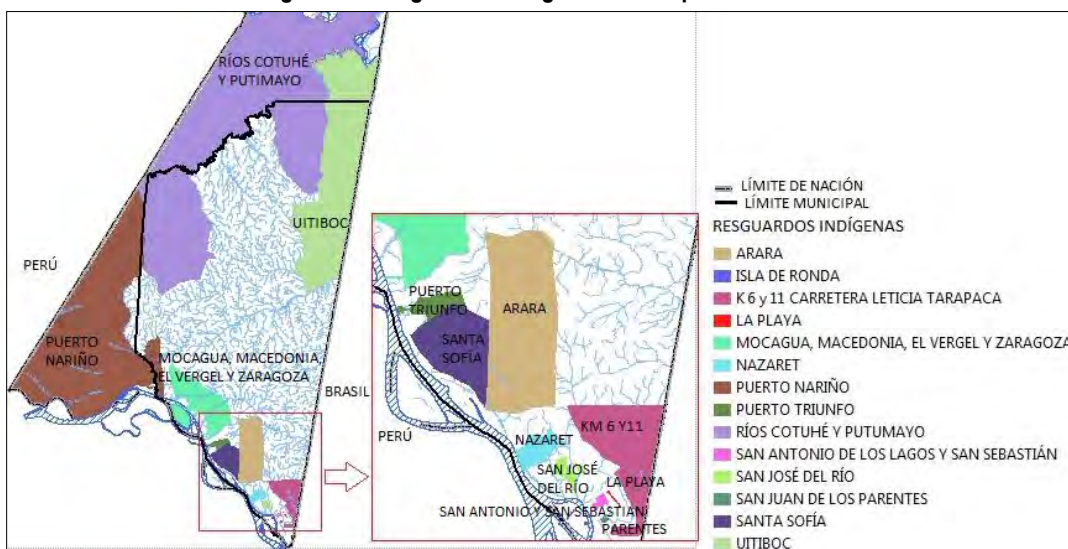 RÍOS COTUHÉ
Y PUTIMAYO
UITIBOC
PERÚ
PUERTO
NARIÑO
MOCAGUA, MACEDONIA,
EL VERGEL Y ZARAGOZA
BRASIL
PUERTO
TRIUNFO
ARARA
SANTA
SOFÍA
PERÚ
KM 6 Y11
NAZARET
SAN JOSÉ
DEL RÍO
LA PLAYA
SAN ANTONIO Y SAN SEBASTIAN
PARENTES
LÍMITE DE NACIÓN
LÍMITE MUNICIPAL
RESGUARDOS INDÍGENAS
ARARA
ISLA DE RONDA
K 6 y 11 CARRETERA LETICIA TARAPACA
LA PLAYA
MOCAGUA, MACEDONIA, EL VERGEL Y ZARAGOZA
NAZARET
PUERTO NARIÑO
PUERTO TRIUNFO
RÍOS COTUHÉ Y PUTUMAYO
SAN ANTONIO DE LOS LAGOS Y SAN SEBASTIÁN
SAN JOSÉ DEL RÍO
SAN JUAN DE LOS PARENTES
SANTA SOFÍA
UITIBOC